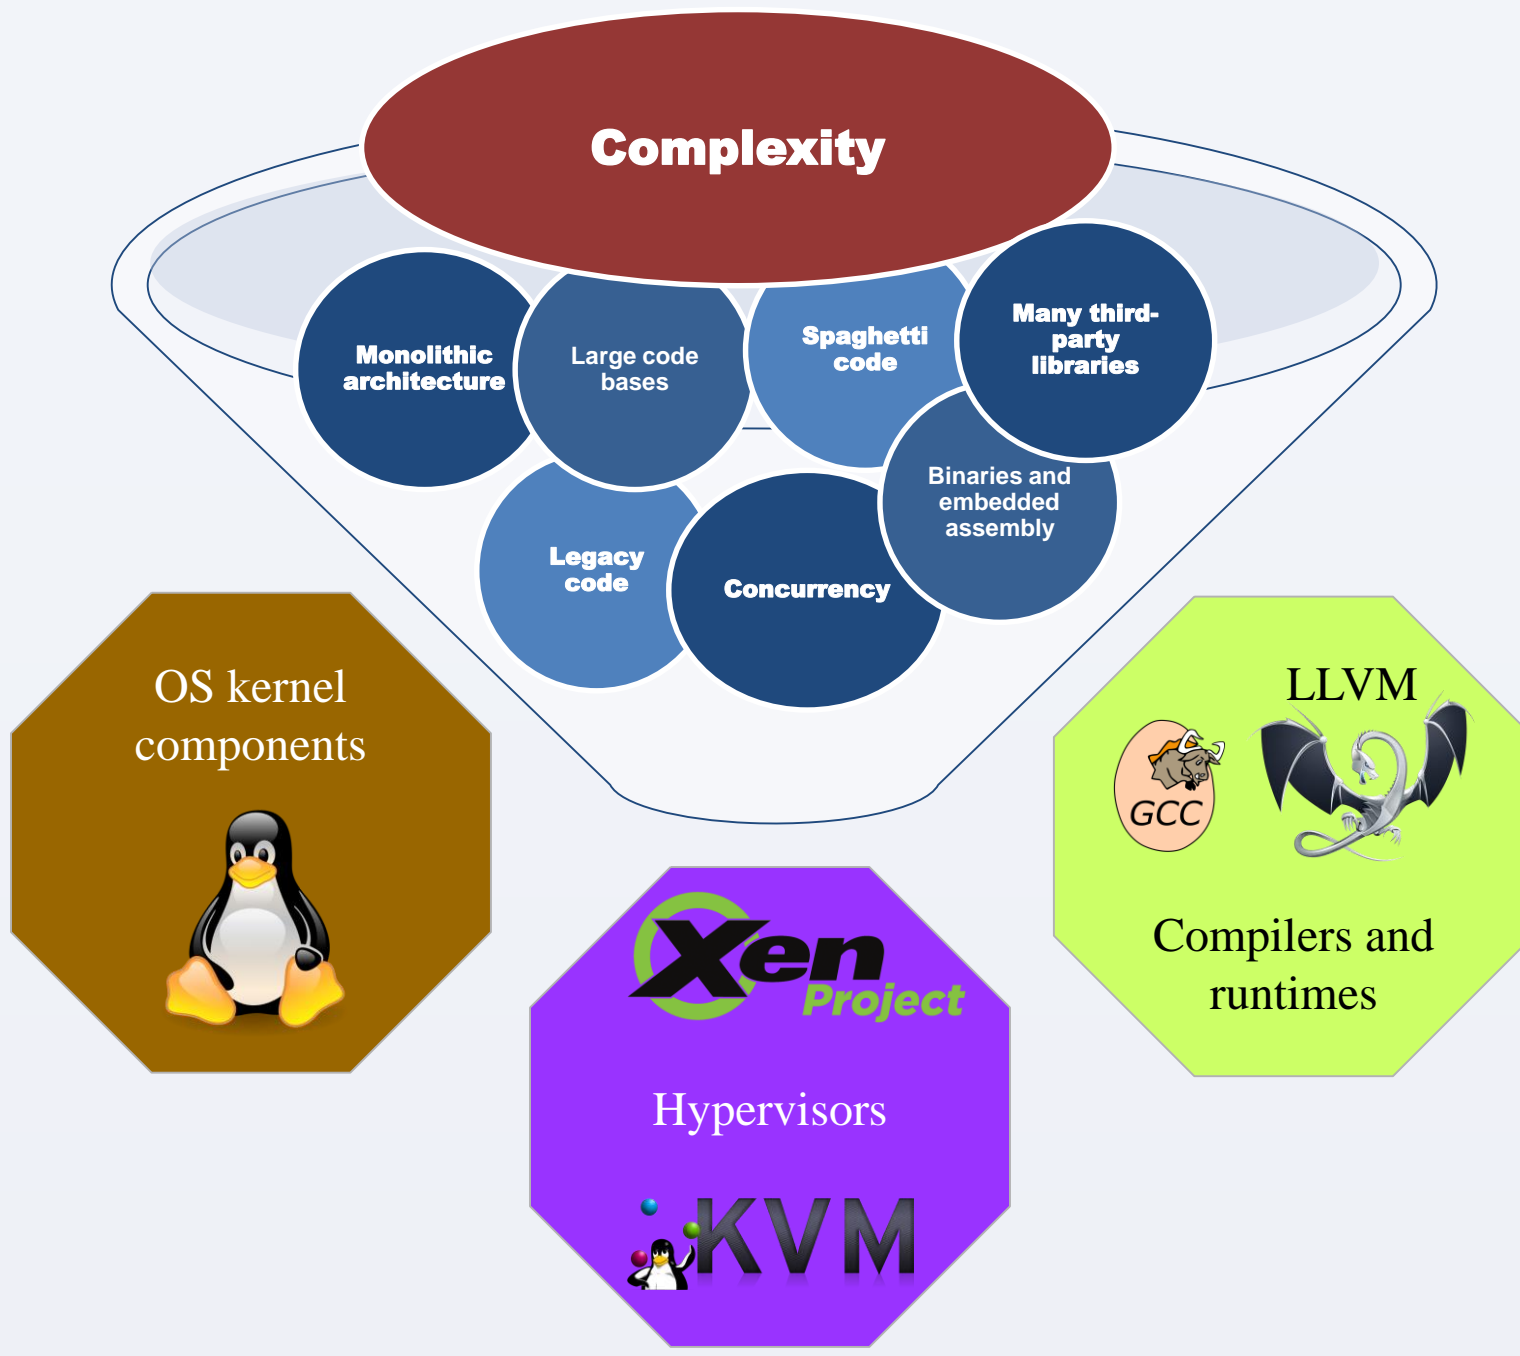 Complexity
Monolithic
architecture
Large code
bases
Spaghetti
code
Many third-
party
libraries
Binaries and
embedded
assembly
Legacy
code
Concurrency
OS kernel
components
LLVM
GCC
Compilers and
runtimes
Xen
Project
Hypervisors
KVM